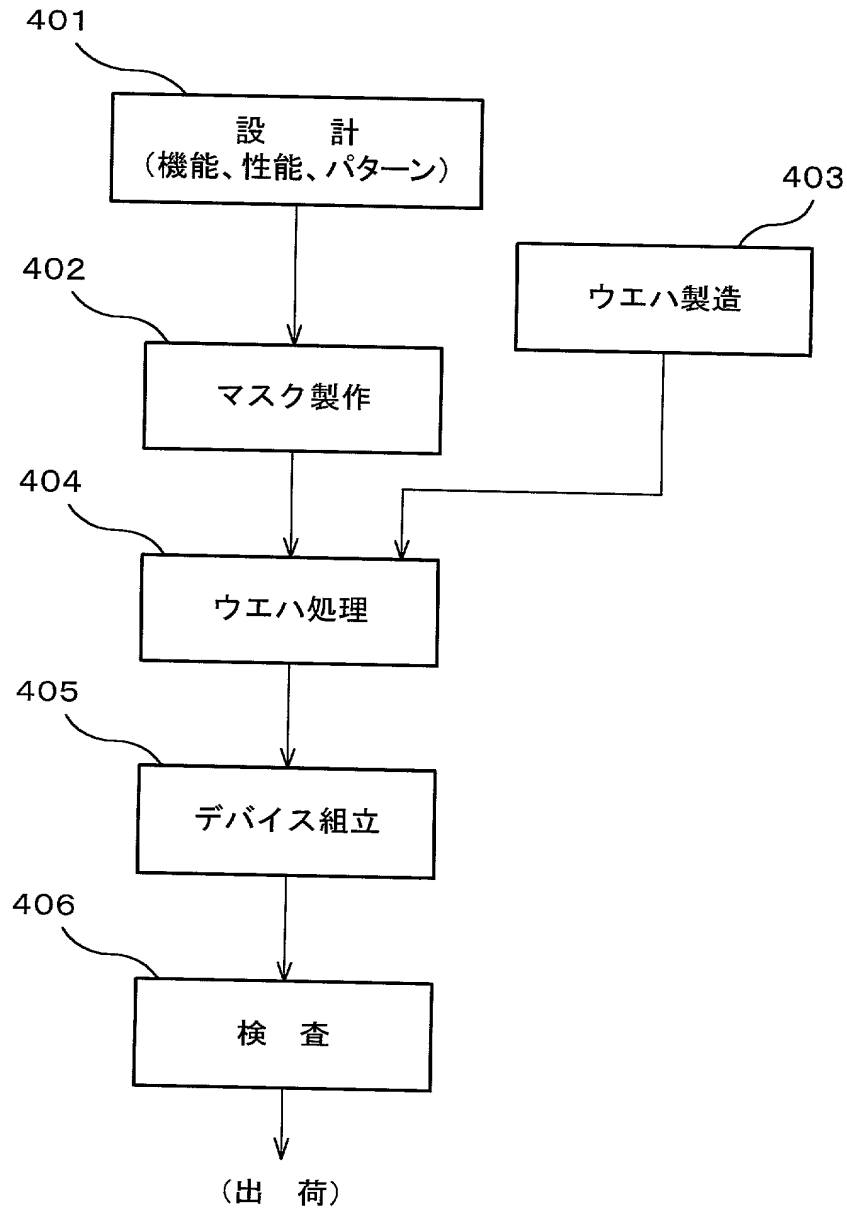 401
設 計
(機能、性能、パターン)
403
ウエハ製造
402
マスク製作
404
ウエハ処理
405
デバイス組立
406
検 査
(出 荷)